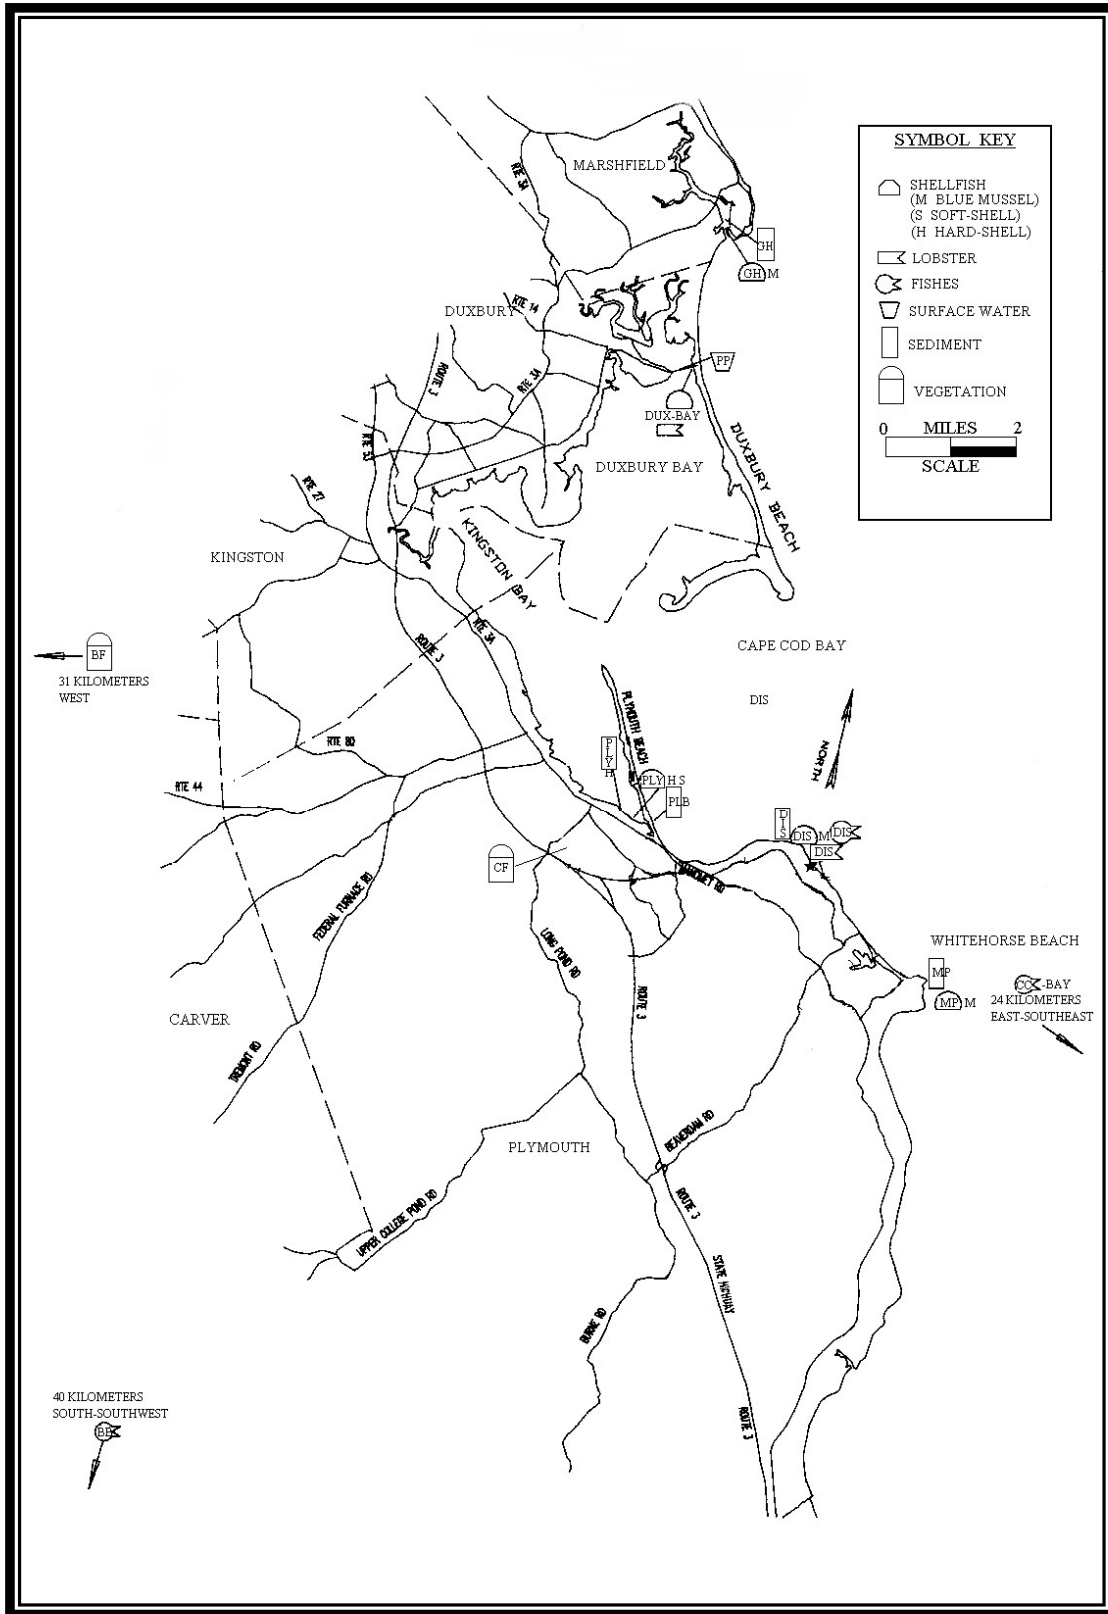 SYMBOL KEY
SHELLFISH
(M BLUE MUSSEL)
(S SOFT-SHELL)
(H HARD-SHELL)
LOBSTER
FISHES
SURFACE WATER
SEDIMENT
VEGETATION
0 MILES 2
SCALE
MARSHFIELD
RTE 3A
GH
GH M
DUXBURY
RTE 14
PP
ROUTE 3
RTE 3A
DUX-BAY
RTE 53
DUXBURY BAY
DUXBURY BEACH
RTE 27
KINGSTON
KINGSTON BAY
RTE 3A
ROUTE 3
CAPE COD BAY
BF
31 KILOMETERS
WEST
DIS
PLYMOUTH BEACH
NORTH
RTE 80
RTE 44
PLY H
PLY H S
PLB
DIS
DIS M
DIS
DIS
CF
MANOMET RD
FEDERAL FURNACE RD
LONG POND RD
WHITEHORSE BEACH
MP
MP M
CC -BAY
24 KILOMETERS
EAST-SOUTHEAST
ROUTE 3
CARVER
TREMONT RD
BEAVERDAM RD
PLYMOUTH
UPPER COLLEGE POND RD
ROUTE 3
STATE HIGHWAY
BURNE RD
ROUTE 3
40 KILOMETERS
SOUTH-SOUTHWEST